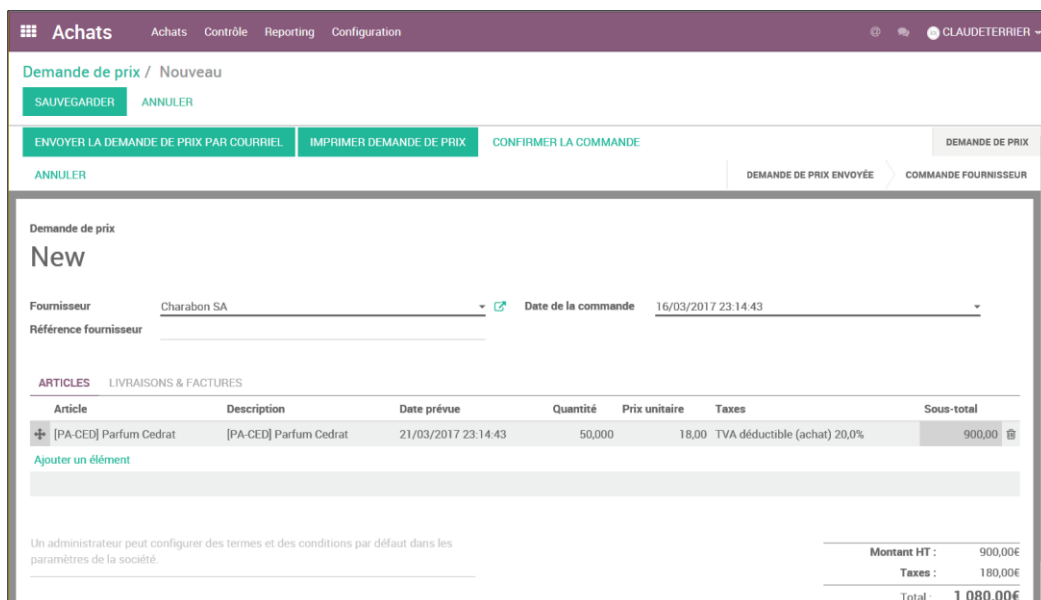 Achats Achats Contrôle Reporting Configuration @ CLAUDETERRIER
Demande de prix / Nouveau
SAUVEGARDER ANNULER
ENVOYER LA DEMANDE DE PRIX PAR COURRIEL IMPRIMER DEMANDE DE PRIX CONFIRMER LA COMMANDE DEMANDE DE PRIX
ANNULER DEMANDE DE PRIX ENVOYÉE COMMANDE FOURNISSEUR
Demande de prix
New
Fournisseur Charabon SA Date de la commande 16/03/2017 23:14:43
Référence fournisseur
ARTICLES LIVRAISONS & FACTURES
Article Description Date prévue Quantité Prix unitaire Taxes Sous-total
[PA-CED] Parfum Cedrat [PA-CED] Parfum Cedrat 21/03/2017 23:14:43 50,000 18,00 TVA déductible (achat) 20,0% 900,00
Ajouter un élément
Un administrateur peut configurer des termes et des conditions par défaut dans les
paramètres de la société.
Montant HT : 900,00€
Taxes : 180,00€
Total : 1 080,00€